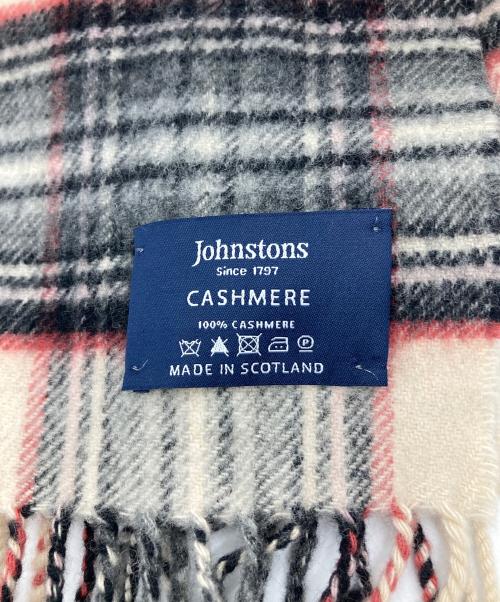 Johnstons
Since 1797
CASHMERE
100% CASHMERE
MADE IN SCOTLAND